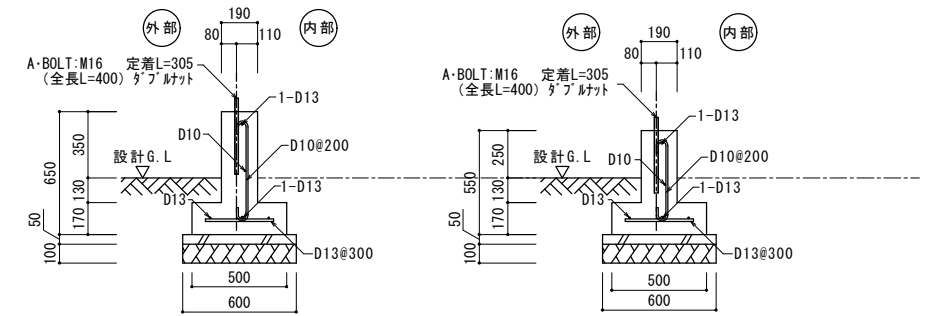 外部
190
内部
80
110
A･BOLT:M16 定着L=305
(全長L=400) ﾀﾞﾌﾞﾙﾅｯﾄ
1-D13
D10
D10@200
設計G.L
1-D13
D13
D13@300
650
350
130
170
50
100
500
600
外部
190
内部
80
110
A･BOLT:M16 定着L=305
(全長L=400) ﾀﾞﾌﾞﾙﾅｯﾄ
1-D13
D10
D10@200
設計G.L
1-D13
D13
D13@300
550
250
130
170
50
100
500
600